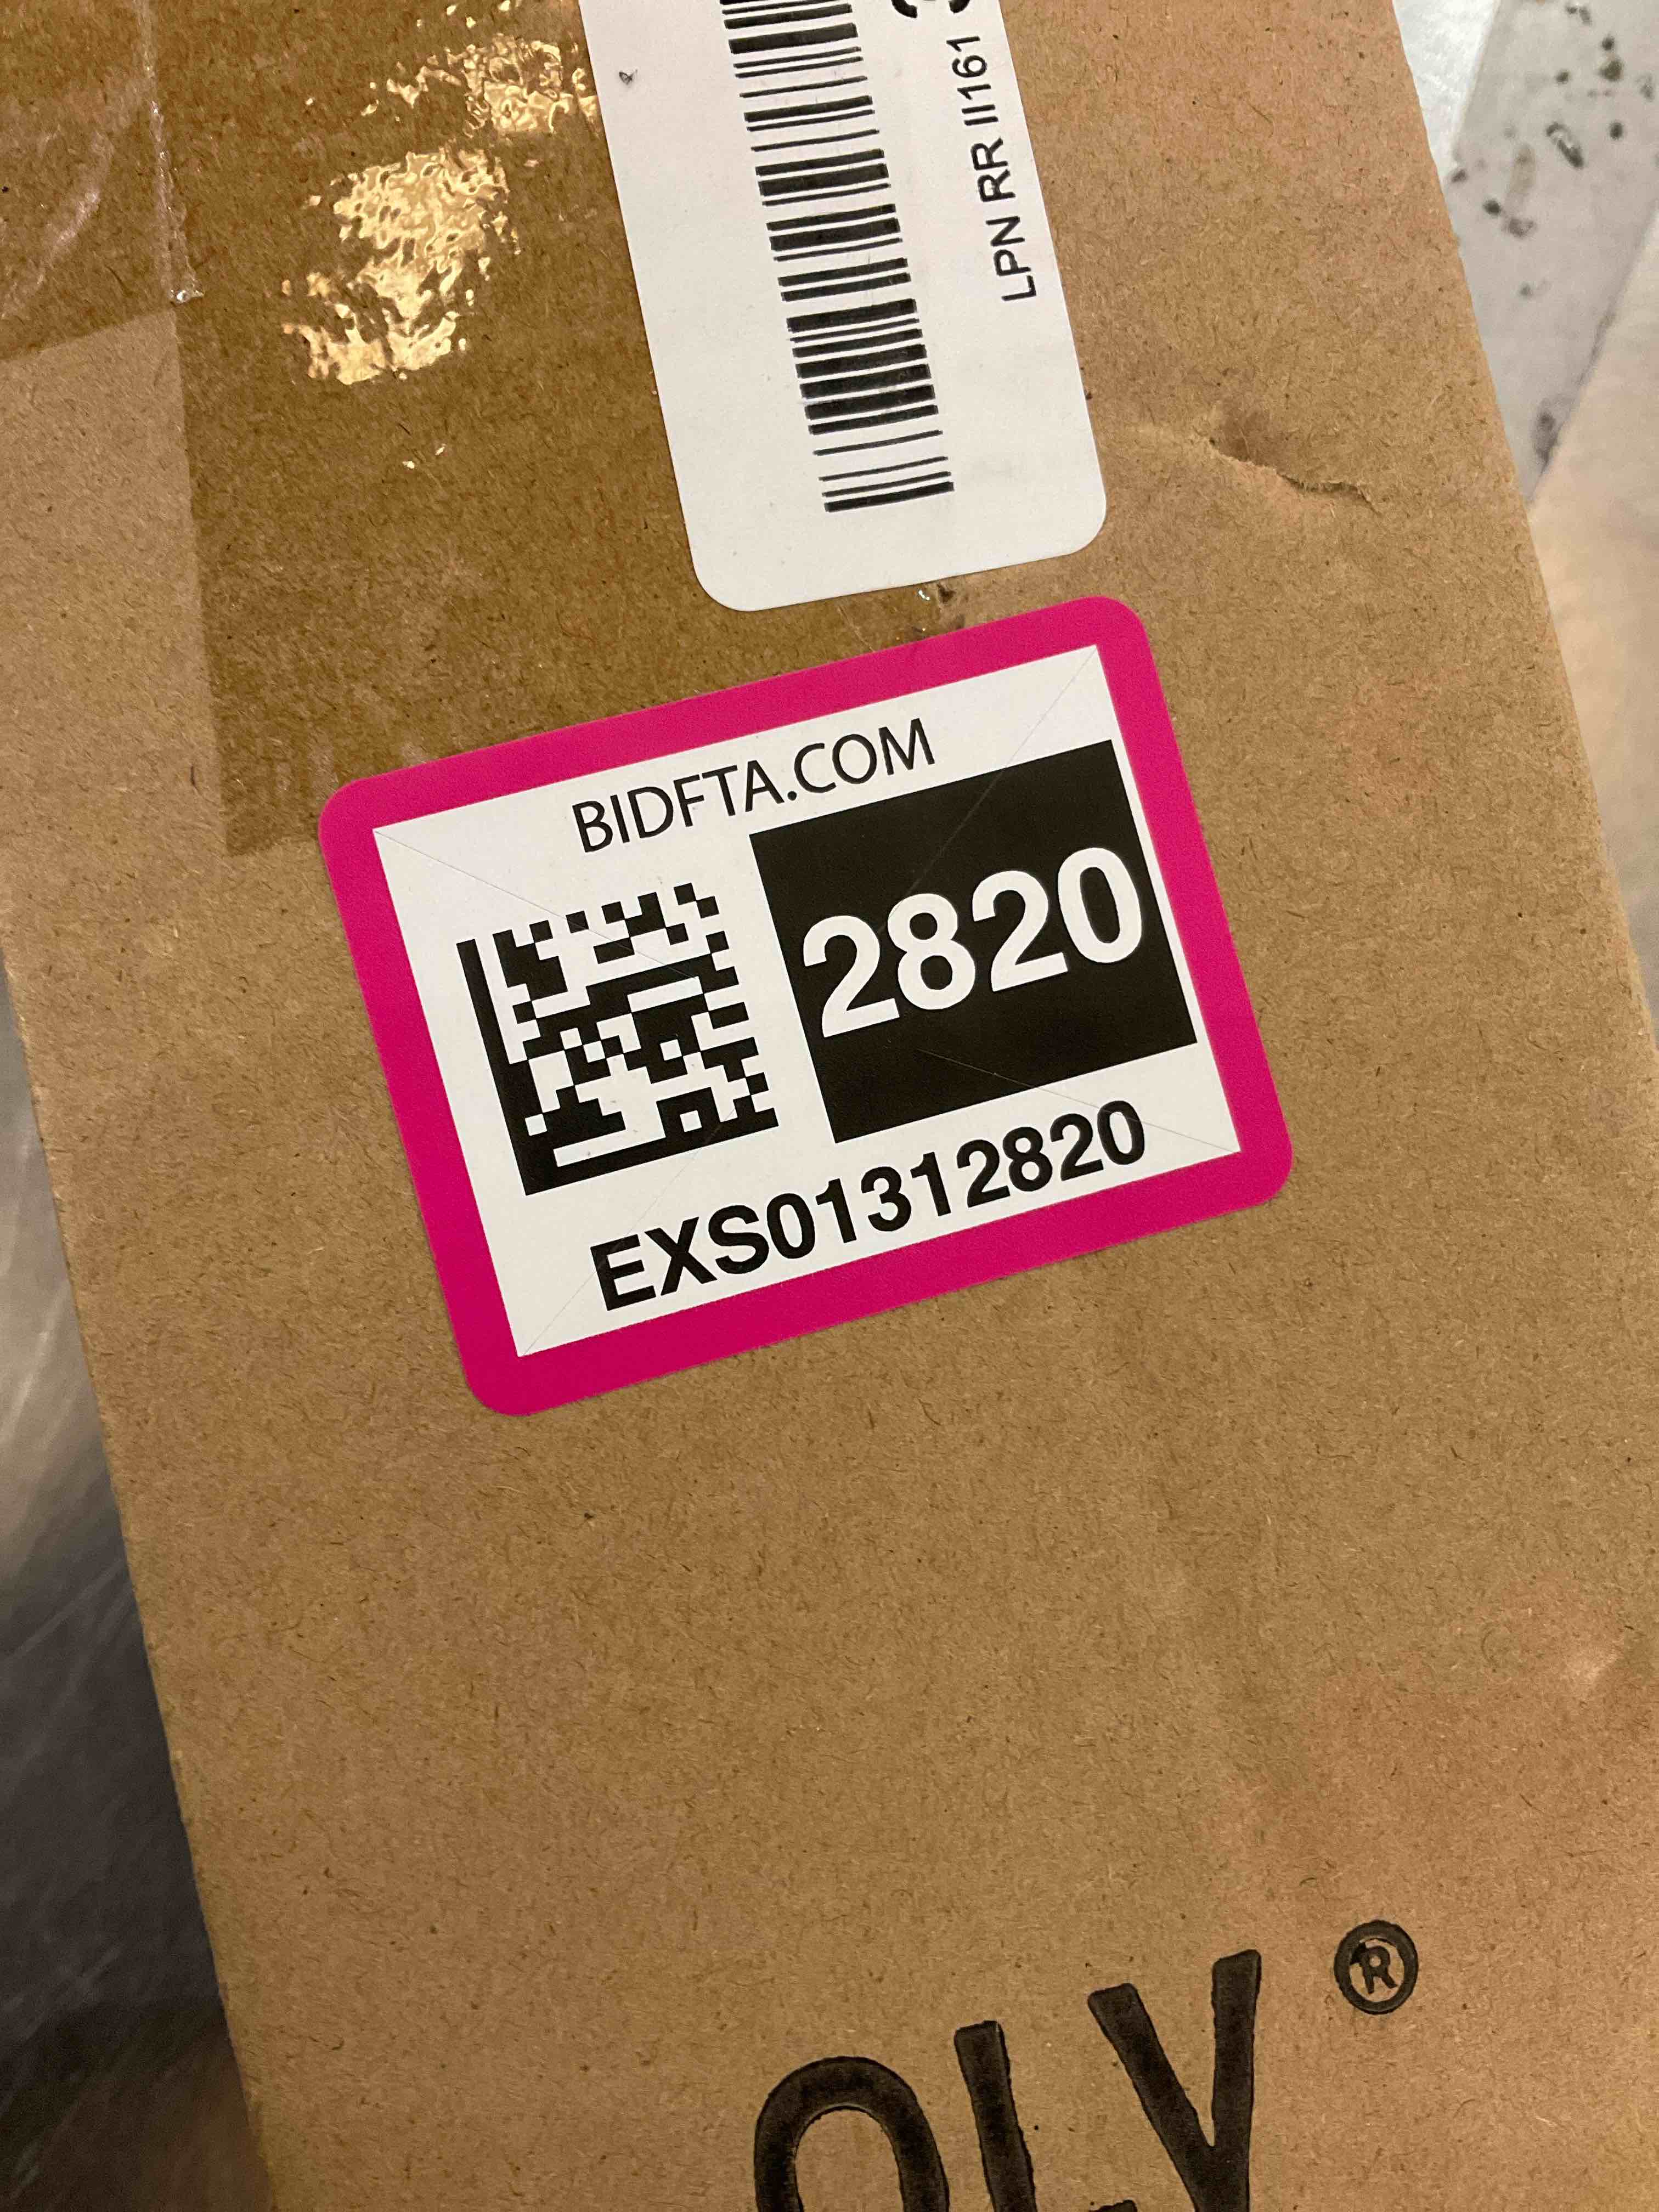 LPN RR II161
BIDFTA.COM
2820
EXS01312820
®